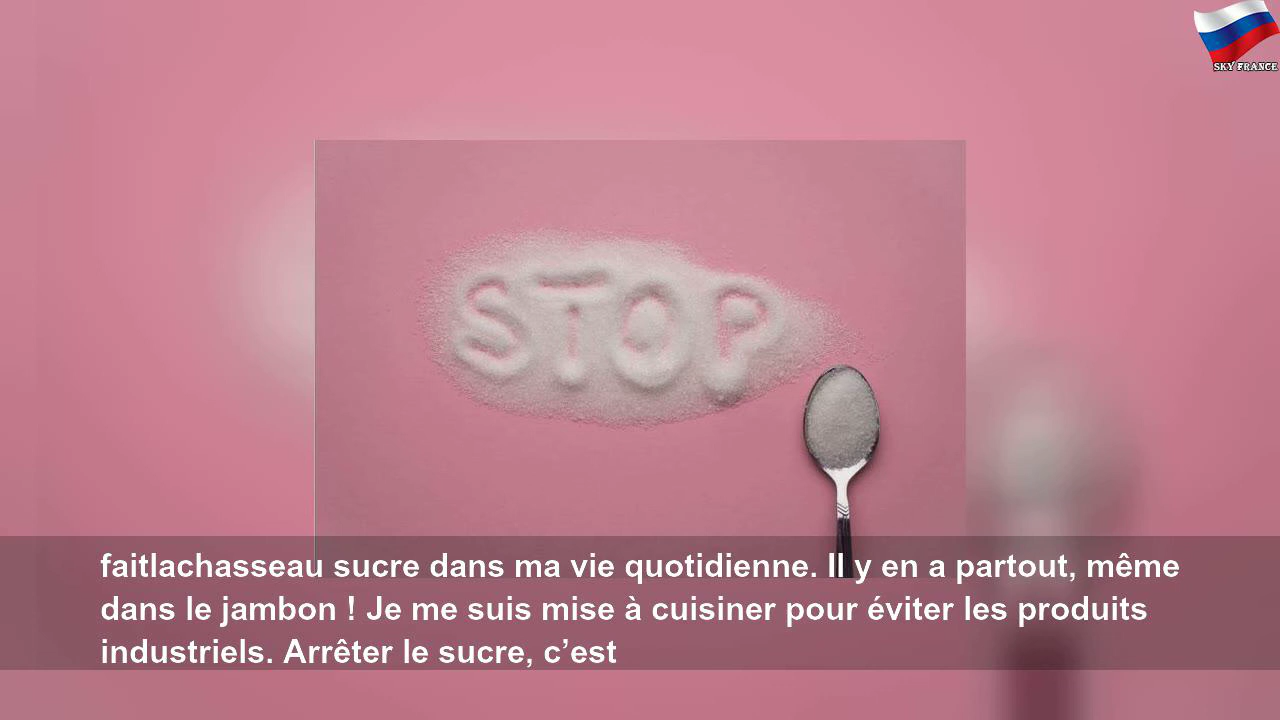 SKY FRANCE
STOP
faitlachasseau sucre dans ma vie quotidienne. Il y en a partout, même
dans le jambon ! Je me suis mise à cuisiner pour éviter les produits
industriels. Arrêter le sucre, c’est